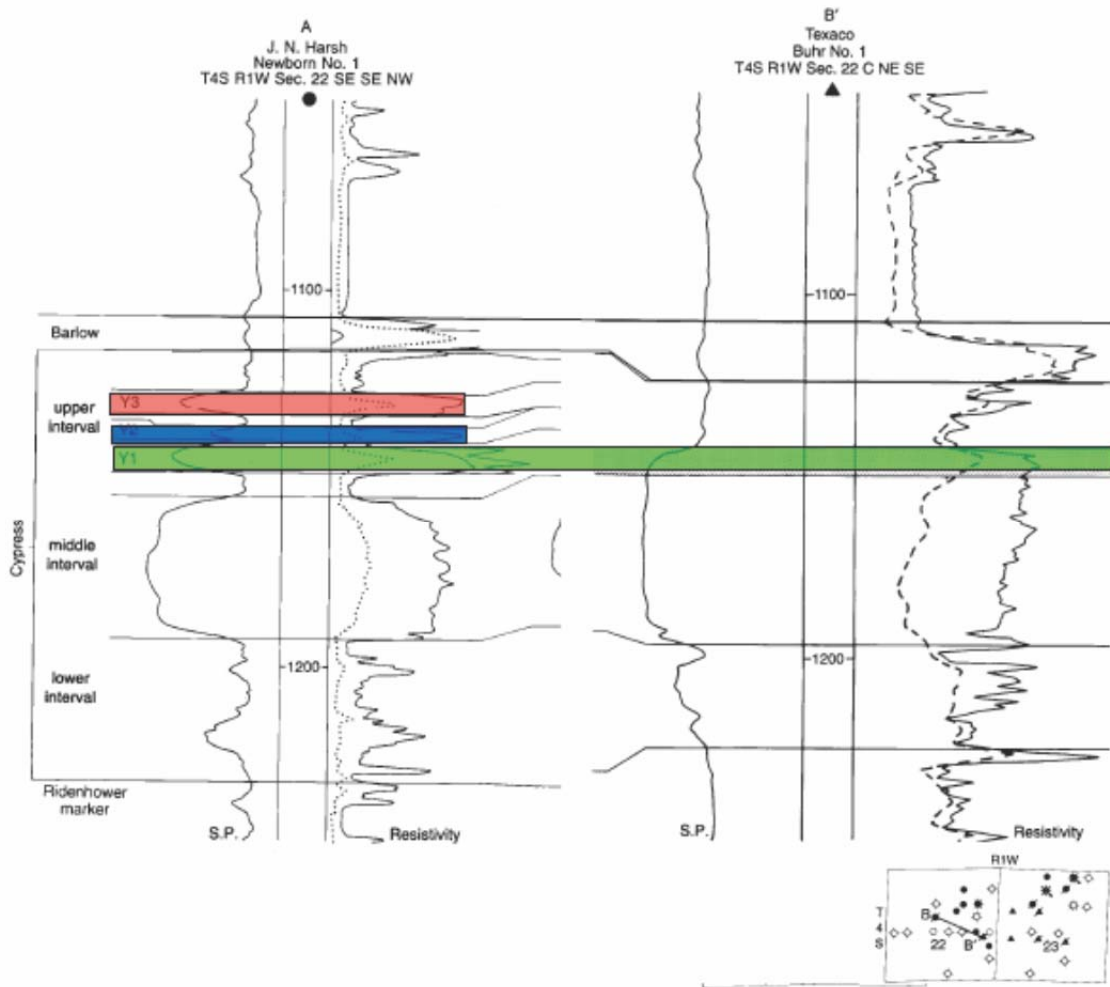 A
J. N. Harsh
Newborn No. 1
T4S R1W Sec. 22 SE SE NW
B'
Texaco
Buhr No. 1
T4S R1W Sec. 22 C NE SE
1100
1100
Barlow
Y3
upper
interval
Y2
Y1
Cypress
middle
interval
1200
1200
lower
interval
Ridenhower
marker
S.P.
Resistivity
S.P.
Resistivity
R1W
T
4
S
B
22
B'
23